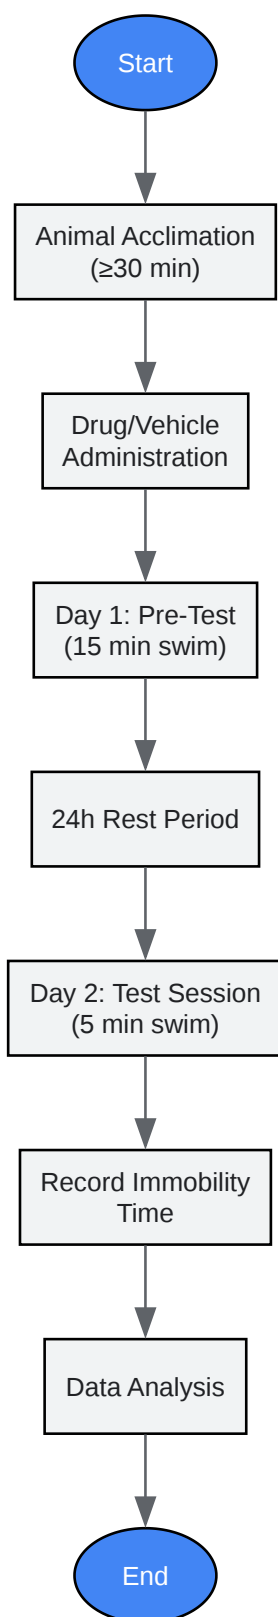 Start
Animal Acclimation
(≥30 min)
Drug/Vehicle
Administration
Day 1: Pre-Test
(15 min swim)
24h Rest Period
Day 2: Test Session
(5 min swim)
Record Immobility
Time
Data Analysis
End